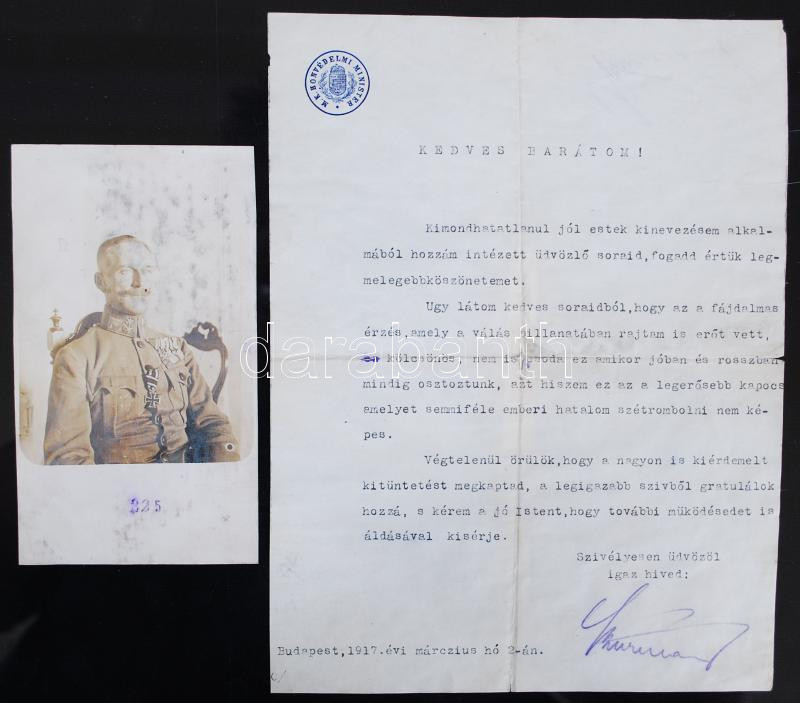 M. K. HONVÉDELMI MINISTER
KEDVES BARÁTOM!
Kimondhatatlanul jól estek kinevezésem alkal-
mából hozzám intézett üdvözlő soraid,fogadd értük leg-
melegebbköszönetemet.
Ugy látom kedves soraidból,hogy az a fájdalmas
érzés,amely a válás pillanatában rajtam is erőt vett,
kölcsönös, nem is csoda ez amikor jóban és rosszban
mindig osztoztunk, azt hiszem ez az a legerősebb kapocs
amelyet semmiféle emberi hatalom szétrombolni nem ké-
pes.
Végtelenül örülök,hogy a nagyon is kiérdemelt
kitüntetést megkaptad, a legigazabb szivből gratulálok
hozzá, s kérem a jó Istent,hogy további müködésedet is
áldásával kisérje.
Szivélyesen üdvözöl
igaz hived:
Budapest,1917.évi márczius hó 2-án.
225
darabanth